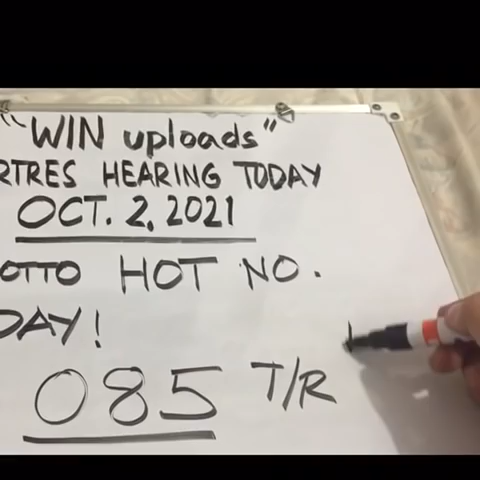 "WIN uploads"
RTRES HEARING TODAY
OCT. 2, 2021
OTTO HOT NO.
DAY!
085 T/R